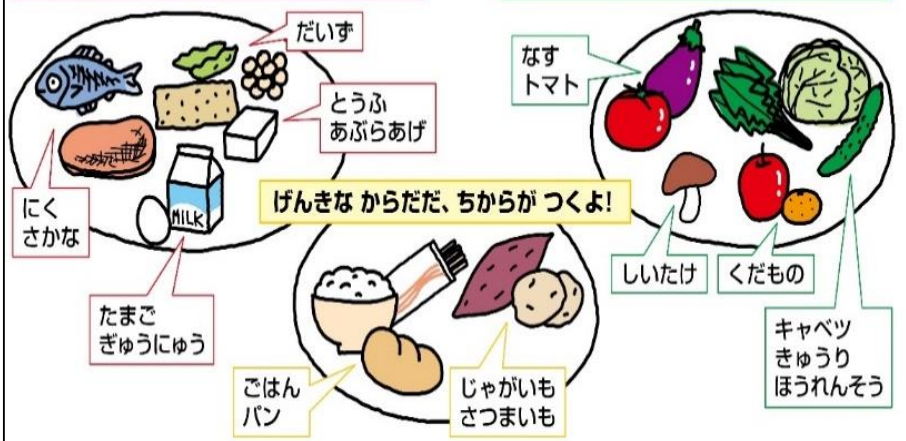 だいず
とうふ
あぶらあげ
にく
さかな
MILK
たまご
ぎゅうにゅう
なす
トマト
しいたけ
くだもの
キャベツ
きゅうり
ほうれんそう
げんきな からだだ、ちからが つくよ!
ごはん
パン
じゃがいも
さつまいも